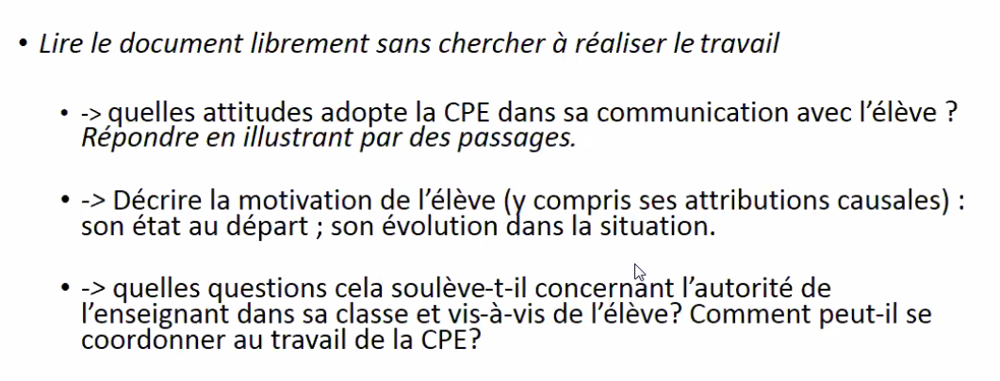 • Lire le document librement sans chercher à réaliser le travail
• -> quelles attitudes adopte la CPE dans sa communication avec l’élève ?
Répondre en illustrant par des passages.
• -> Décrire la motivation de l’élève (y compris ses attributions causales) :
son état au départ ; son évolution dans la situation.
• -> quelles questions cela soulève-t-il concernant l’autorité de
l’enseignant dans sa classe et vis-à-vis de l’élève? Comment peut-il se
coordonner au travail de la CPE?